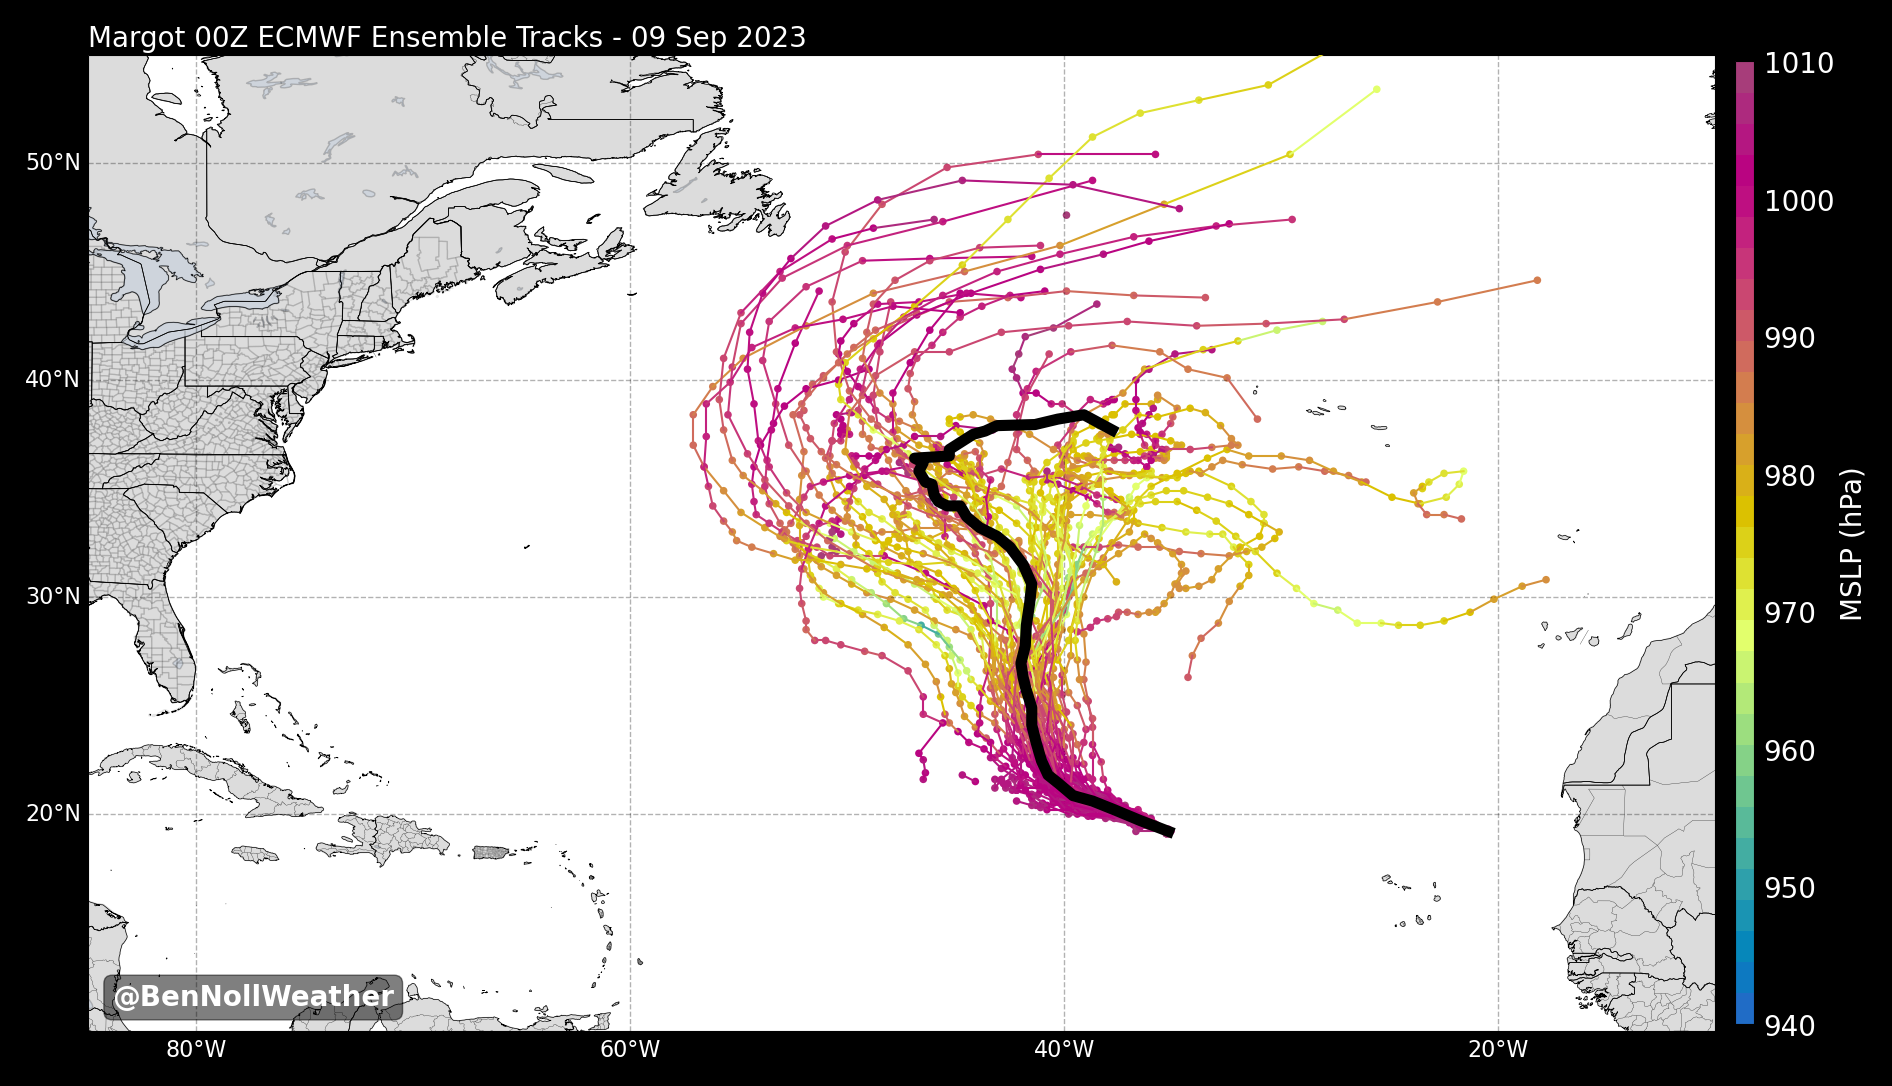 Margot 00Z ECMWF Ensemble Tracks - 09 Sep 2023
50°N
40°N
30°N
20°N
80°W
60°W
40°W
20°W
1010
1000
990
980
970
960
950
940
MSLP (hPa)
@BenNollWeather